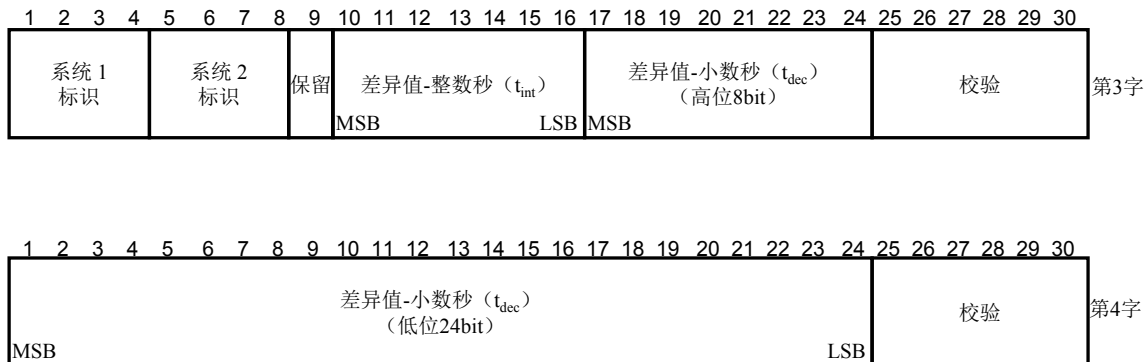 1 2 3 4 5 6 7 8 9 10 11 12 13 14 15 16 17 18 19 20 21 22 23 24 25 26 27 28 29 30
系统 1
标识
系统 2
标识
保留
差异值-整数秒（tint）
MSB
LSB
差异值-小数秒（tdec）
（高位8bit）
MSB
校验
第3字
1 2 3 4 5 6 7 8 9 10 11 12 13 14 15 16 17 18 19 20 21 22 23 24 25 26 27 28 29 30
差异值-小数秒（tdec）
（低位24bit）
MSB
LSB
校验
第4字